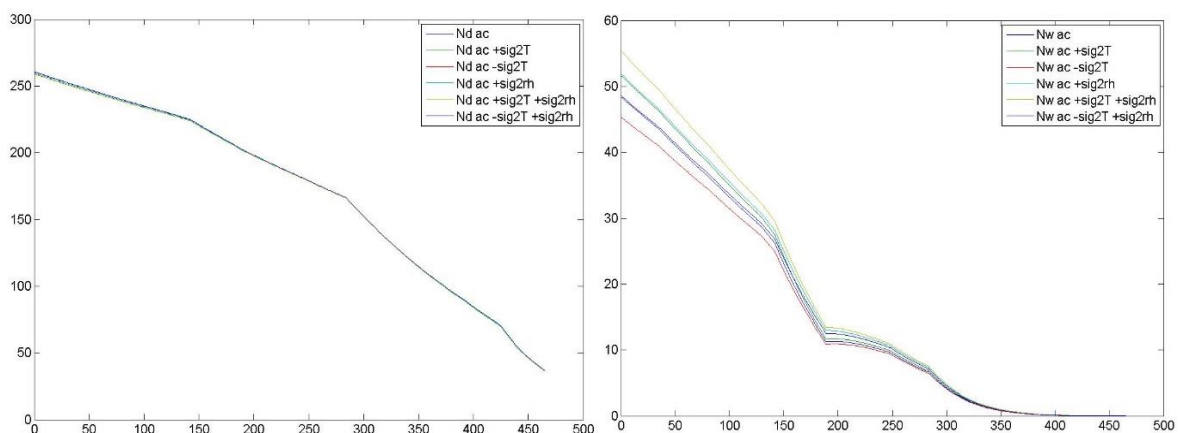 300
250
200
150
100
50
0
0 50 100 150 200 250 300 350 400 450 500
Nd ac
Nd ac +sig2T
Nd ac -sig2T
Nd ac +sig2rh
Nd ac +sig2T +sig2rh
Nd ac -sig2T +sig2rh
60
50
40
30
20
10
0
0 50 100 150 200 250 300 350 400 450 500
Nw ac
Nw ac +sig2T
Nw ac -sig2T
Nw ac +sig2rh
Nw ac +sig2T +sig2rh
Nw ac -sig2T +sig2rh